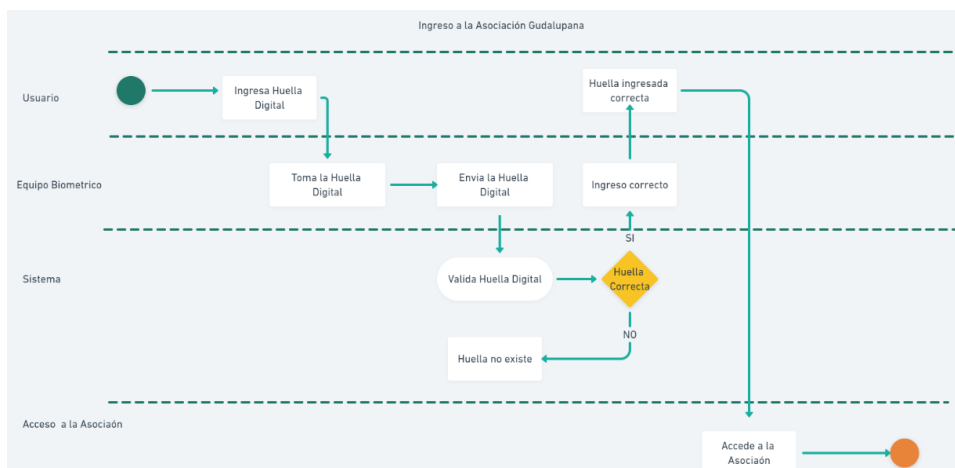 Ingreso a la Asociación Gudalupana
Usuario
Ingresa Huella
Digital
Huella ingresada
correcta
Equipo Biometrico
Toma la Huella
Digital
Envia la Huella
Digital
Ingreso correcto
SI
Sistema
Valida Huella Digital
Huella
Correcta
NO
Huella no existe
Acceso a la Asociaón
Accede a la
Asociaón